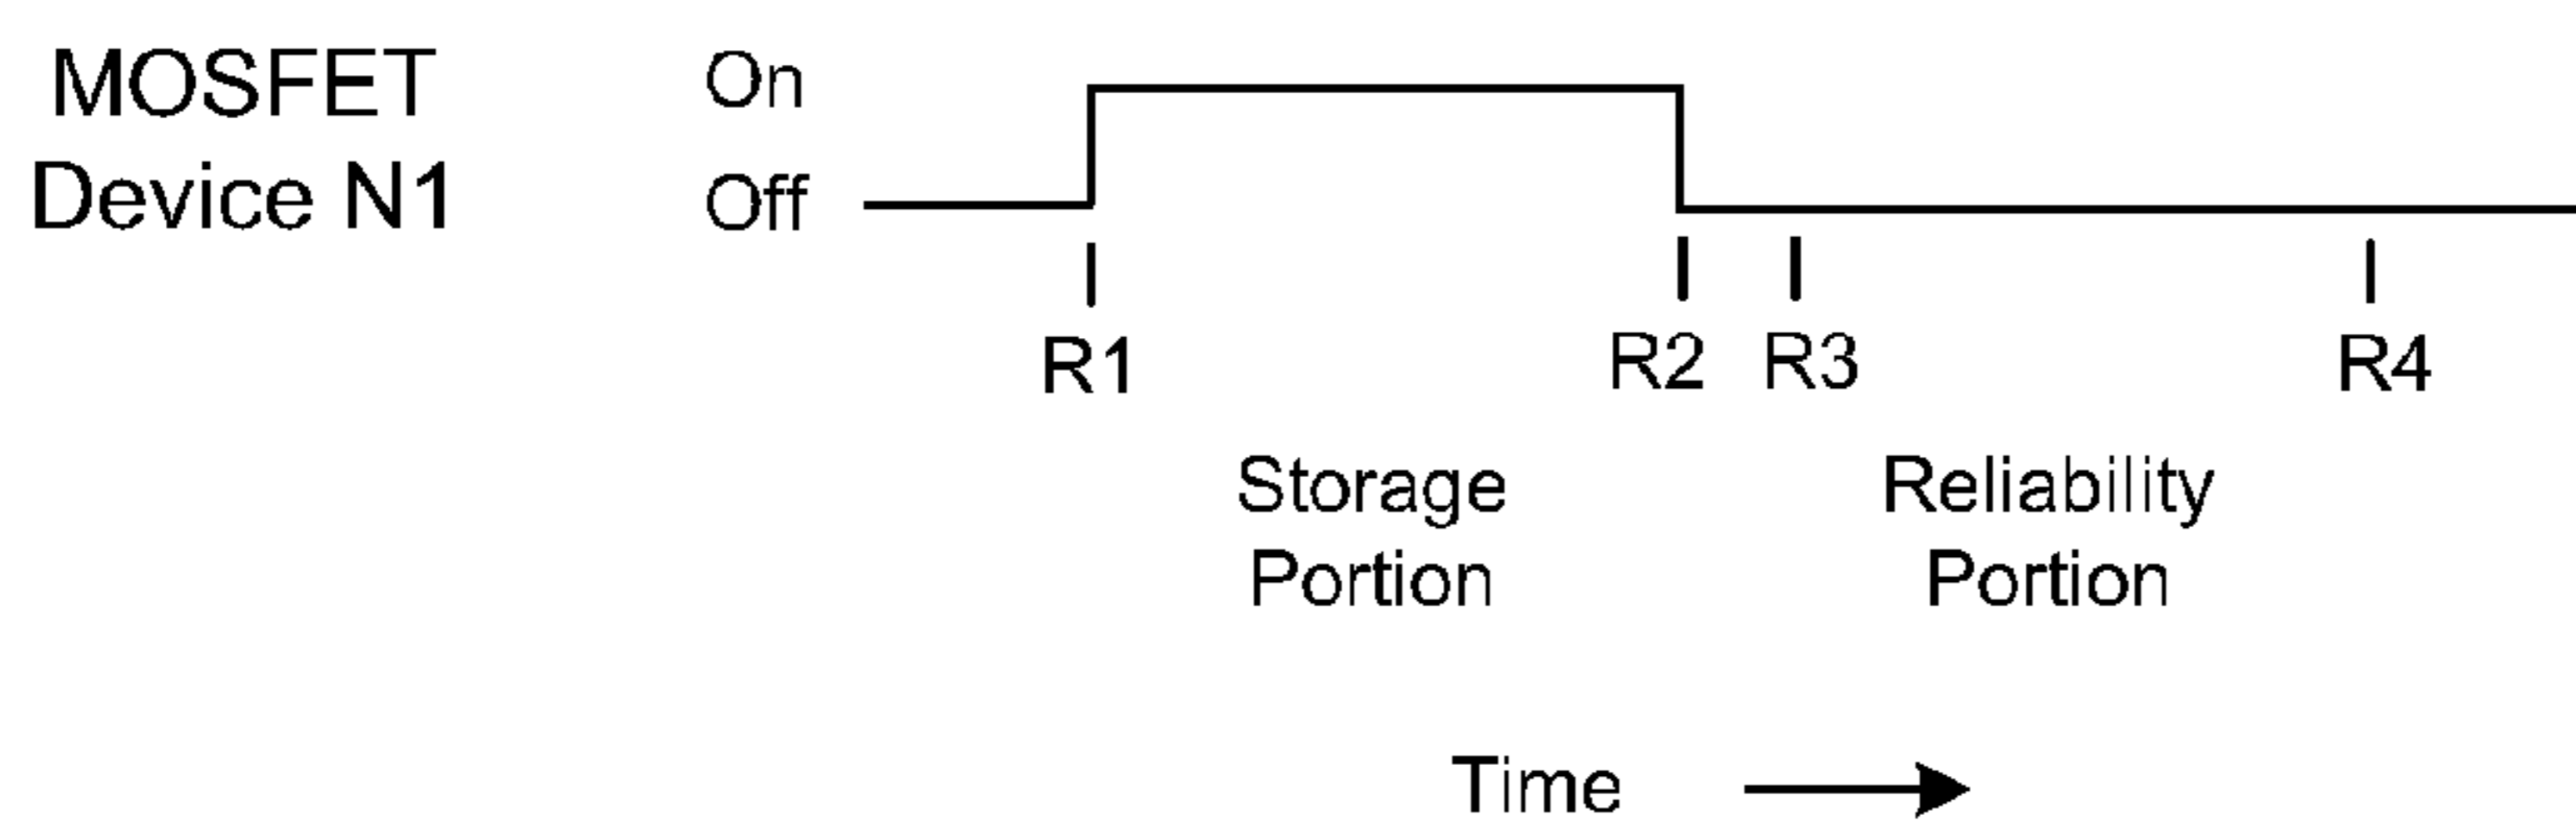 MOSFET
Device N1
On
Off
R1
R2
R3
R4
Storage
Portion
Reliability
Portion
Time